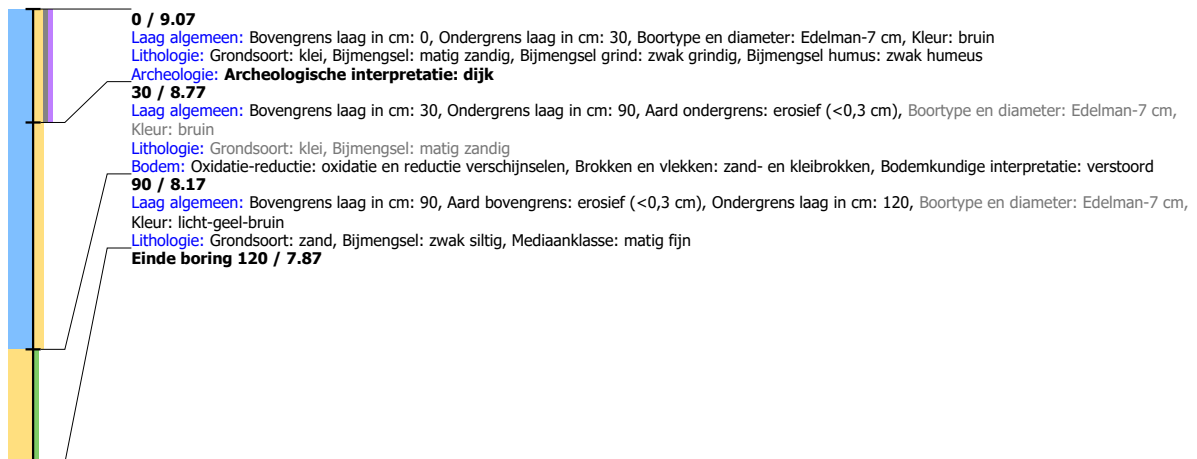 0 / 9.07
Laag algemeen: Bovengrens laag in cm: 0, Ondergrens laag in cm: 30, Boortype en diameter: Edelman-7 cm, Kleur: bruin
Lithologie: Grondsoort: klei, Bijmengsel: matig zandig, Bijmengsel grind: zwak grindig, Bijmengsel humus: zwak humeus
Archeologie: Archeologische interpretatie: dijk
30 / 8.77
Laag algemeen: Bovengrens laag in cm: 30, Ondergrens laag in cm: 90, Aard ondergrens: erosief (<0,3 cm), Boortype en diameter: Edelman-7 cm,
Kleur: bruin
Lithologie: Grondsoort: klei, Bijmengsel: matig zandig
Bodem: Oxidatie-reductie: oxidatie en reductie verschijnselen, Brokken en vlekken: zand- en kleibrokken, Bodemkundige interpretatie: verstoord
90 / 8.17
Laag algemeen: Bovengrens laag in cm: 90, Aard bovengrens: erosief (<0,3 cm), Ondergrens laag in cm: 120, Boortype en diameter: Edelman-7 cm,
Kleur: licht-geel-bruin
Lithologie: Grondsoort: zand, Bijmengsel: zwak siltig, Mediaanklasse: matig fijn
Einde boring 120 / 7.87